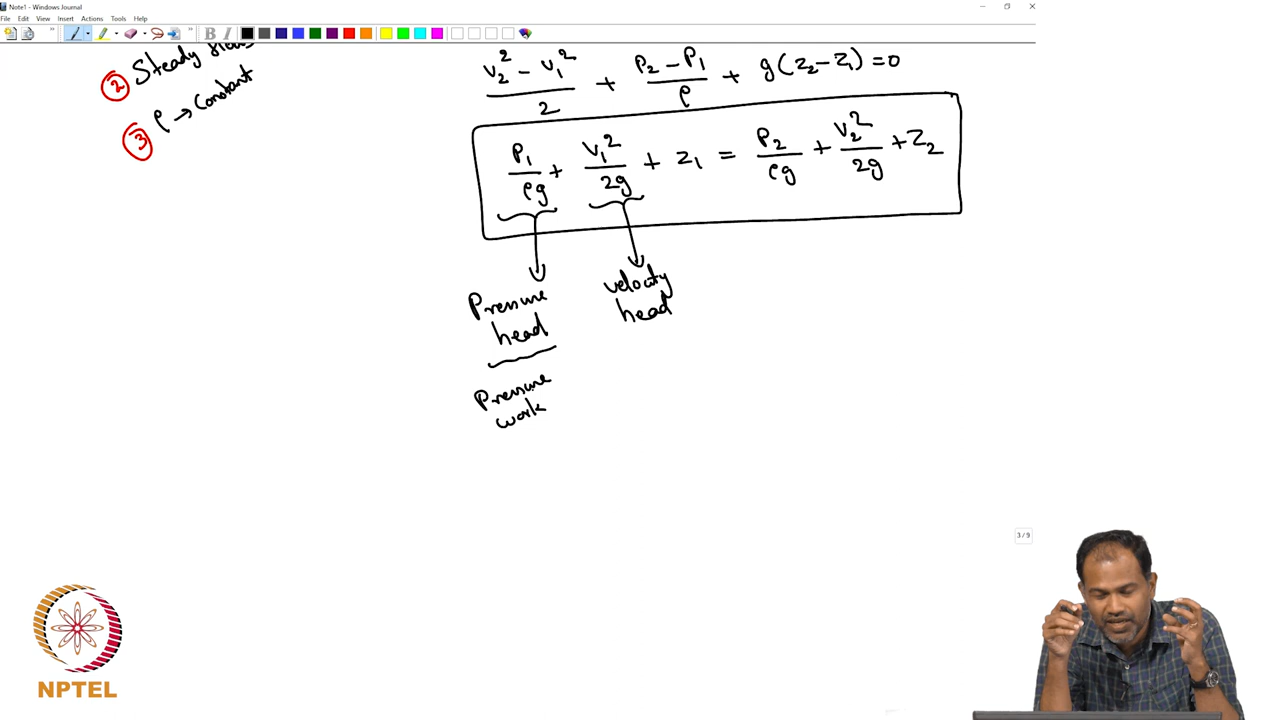 Note1 - Windows Journal
File Edit View Insert Actions Tools Help
② Steady
③ ρ → Constant
(v₂² − v₁²)/2 + (P₂ − P₁)/ρ + g(z₂ − z₁) = 0
P₁/ρg + v₁²/2g + z₁ = P₂/ρg + v₂²/2g + z₂
Pressure
head
velocity
head
Pressure
work
3/9
NPTEL